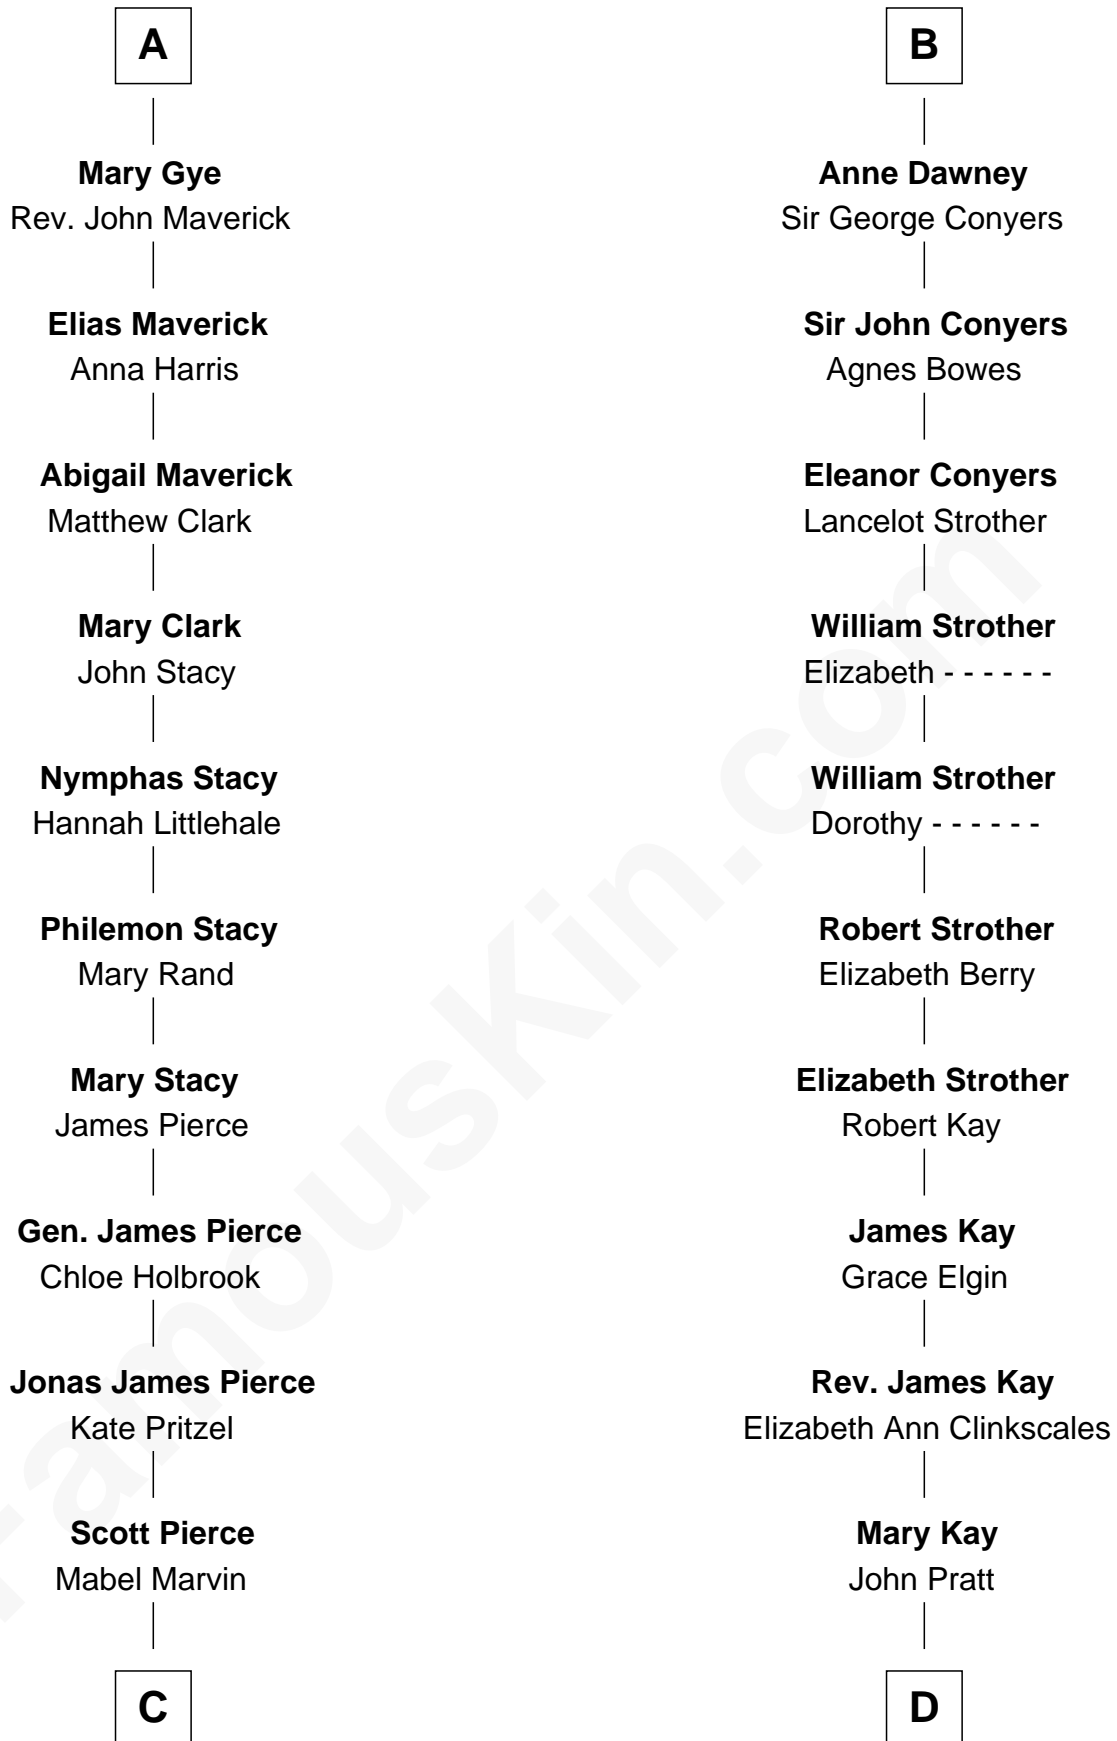 A
Mary Gye
Rev. John Maverick
Elias Maverick
Anna Harris
Abigail Maverick
Matthew Clark
Mary Clark
John Stacy
Nymphas Stacy
Hannah Littlehale
Philemon Stacy
Mary Rand
Mary Stacy
James Pierce
Gen. James Pierce
Chloe Holbrook
Jonas James Pierce
Kate Pritzel
Scott Pierce
Mabel Marvin
C
B
Anne Dawney
Sir George Conyers
Sir John Conyers
Agnes Bowes
Eleanor Conyers
Lancelot Strother
William Strother
Elizabeth - - - - - -
William Strother
Dorothy - - - - - -
Robert Strother
Elizabeth Berry
Elizabeth Strother
Robert Kay
James Kay
Grace Elgin
Rev. James Kay
Elizabeth Ann Clinkscales
Mary Kay
John Pratt
D
FamousKin.com